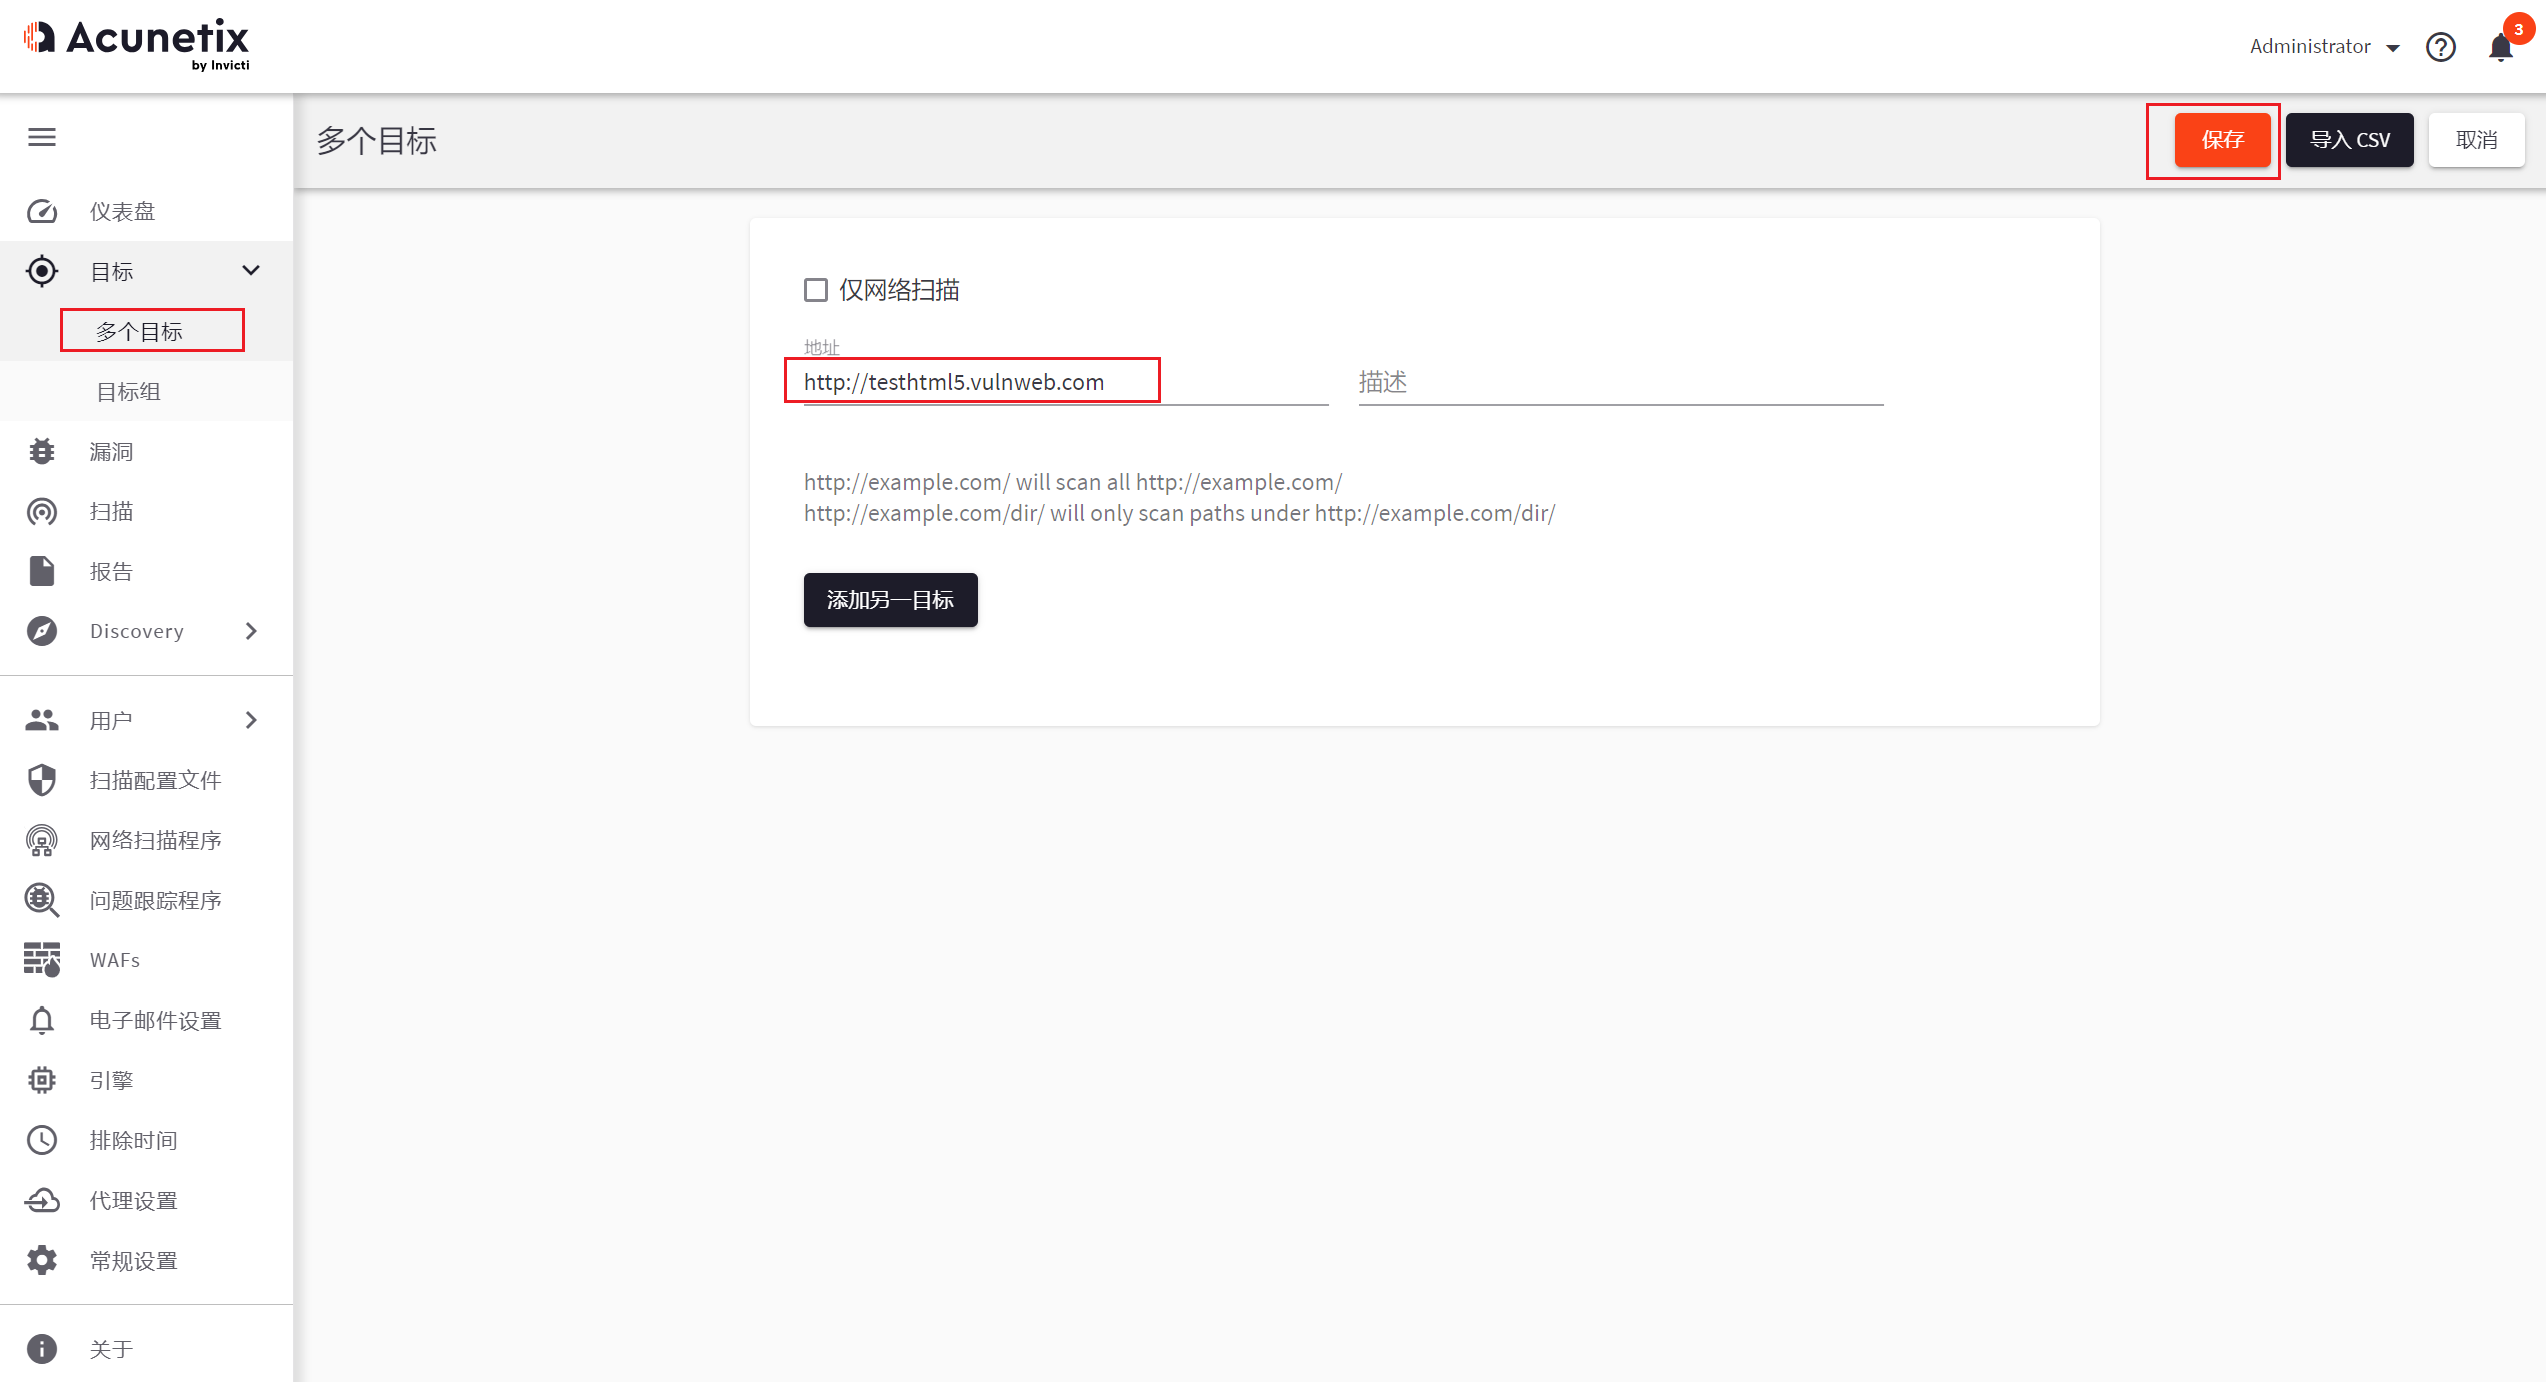 Acunetix
by Invicti
Administrator
3
多个目标
保存
导入 CSV
取消
仪表盘
目标
多个目标
目标组
漏洞
扫描
报告
Discovery
用户
扫描配置文件
网络扫描程序
问题跟踪程序
WAFs
电子邮件设置
引擎
排除时间
代理设置
常规设置
关于
仅网络扫描
地址
http://testhtml5.vulnweb.com
描述
http://example.com/ will scan all http://example.com/
http://example.com/dir/ will only scan paths under http://example.com/dir/
添加另一目标